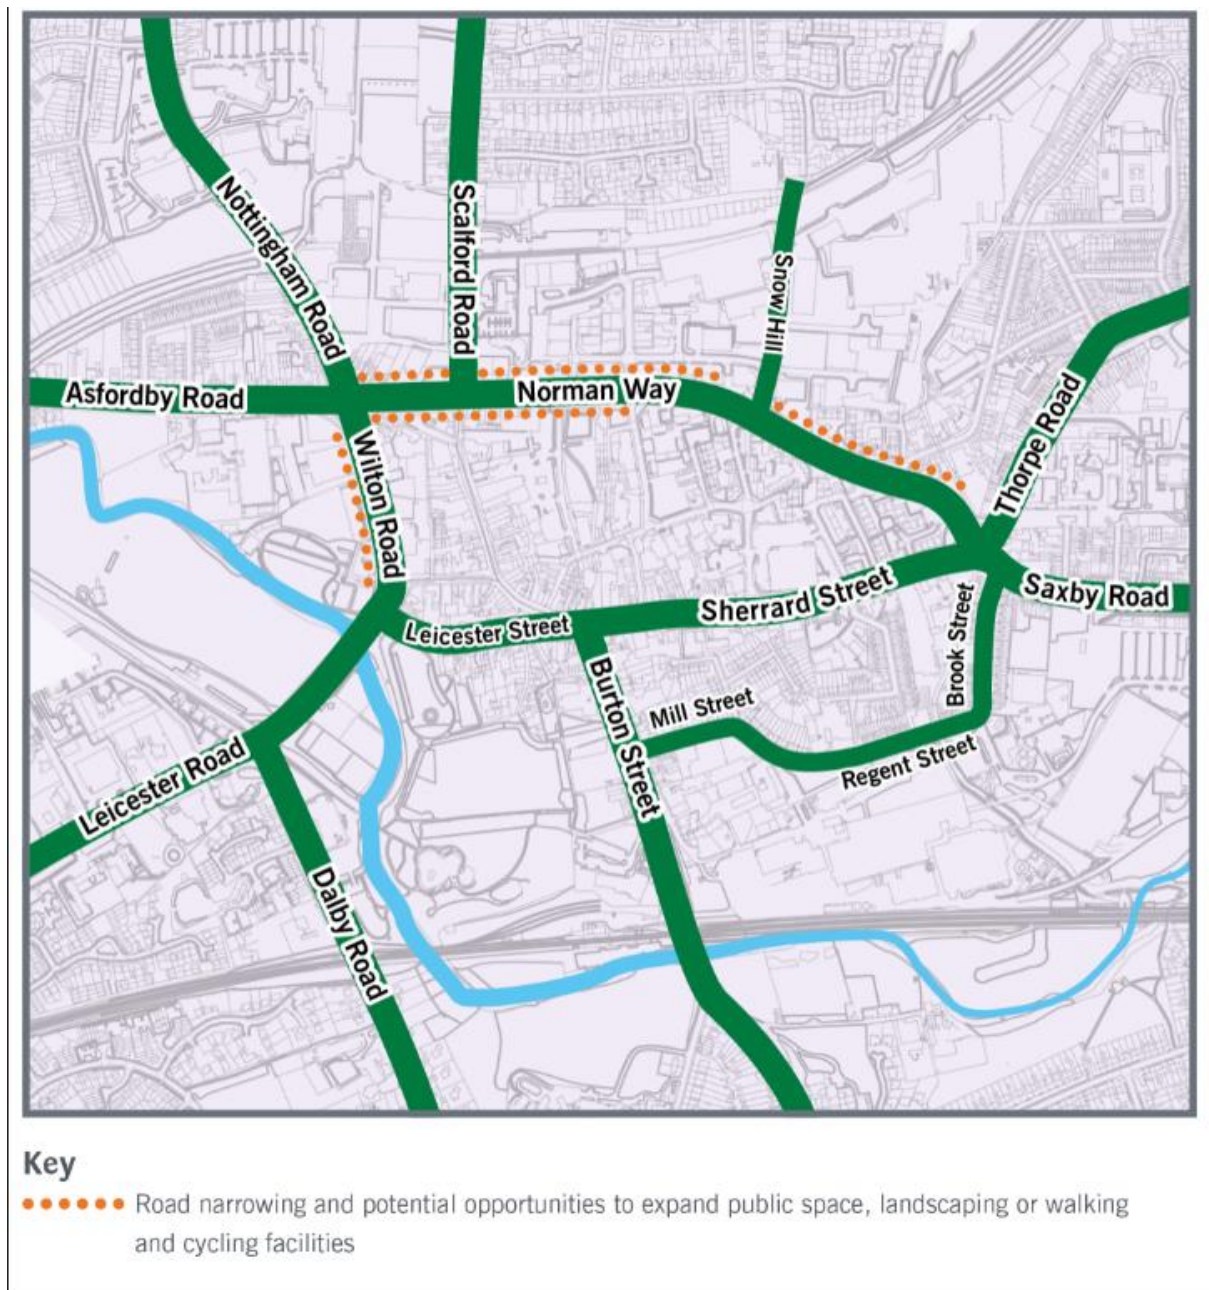 Nottingham Road
Scalford Road
Snow Hill
Asfordby Road
Norman Way
Thorpe Road
Wilton Road
Sherrard Street
Saxby Road
Leicester Street
Brook Street
Burton Street
Mill Street
Regent Street
Leicester Road
Dalby Road
Key
Road narrowing and potential opportunities to expand public space, landscaping or walking
and cycling facilities